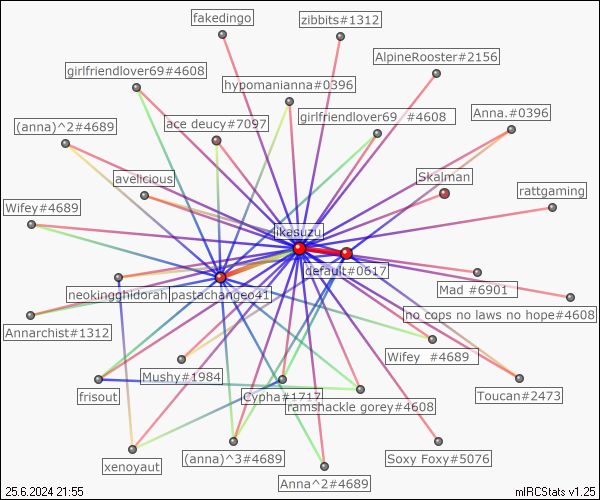 fakedingo
zibbits#1312
AlpineRooster#2156
girlfriendlover69#4608
hypomanianna#0396
(anna)^2#4689
ace deucy#7097
girlfriendlover69 #4608
Anna.#0396
avelicious
Skalman
rattgaming
Wifey#4689
ikasuzu
default#0617
neokingghidorah
pastachangeo41
Mad #6901
no cops no laws no hope#4608
Annarchist#1312
Wifey #4689
Mushy#1984
frisout
Cypha#1717
ramshackle gorey#4608
Toucan#2473
xenoyaut
(anna)^3#4689
Soxy Foxy#5076
Anna^2#4689
25.6.2024 21:55
mIRCStats v1.25